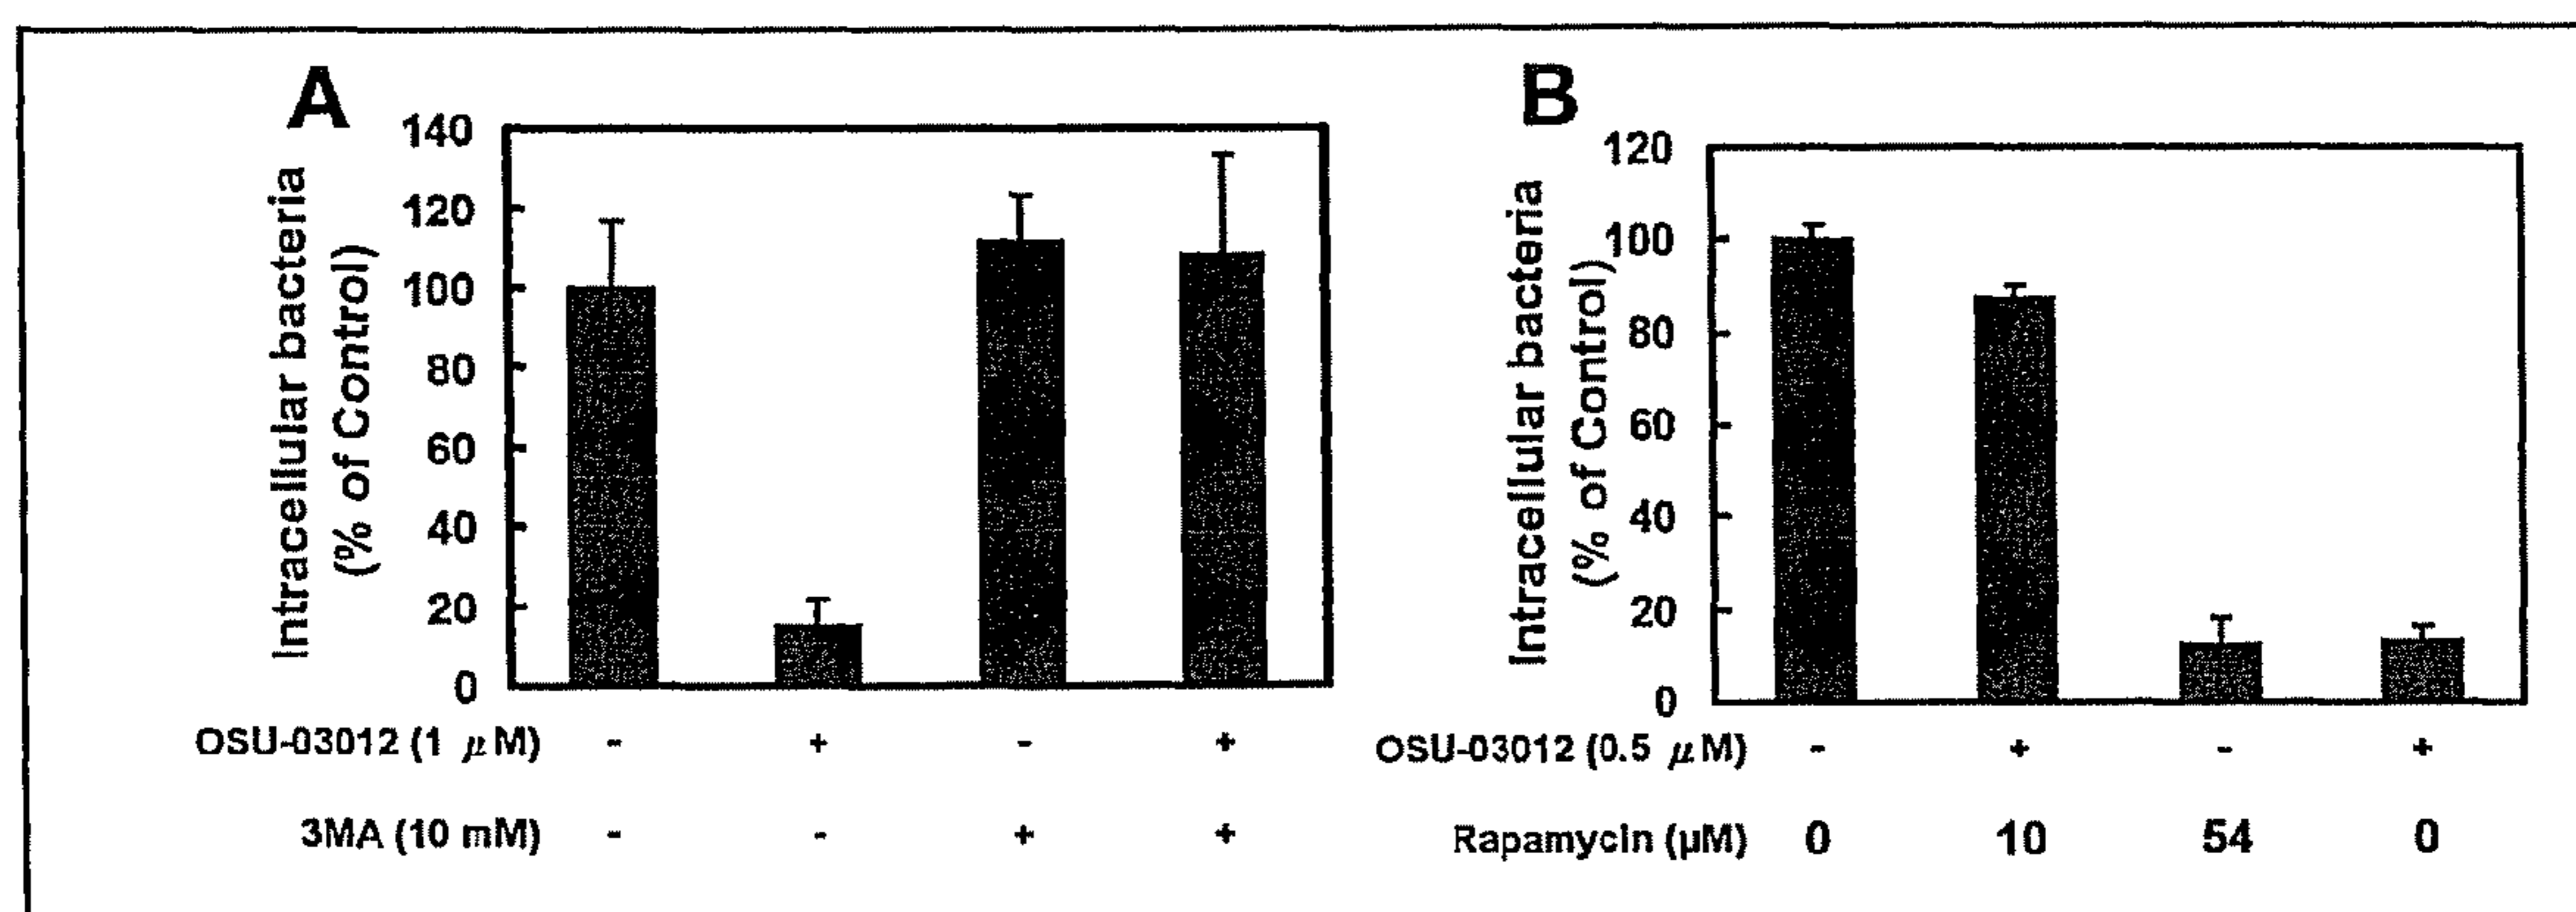 A
140
120
100
80
60
40
20
0
Intracellular bacteria
(% of Control)
OSU-03012 (1 μM) - + - +
3MA (10 mM) - - + +
B
120
100
80
60
40
20
0
Intracellular bacteria
(% of Control)
OSU-03012 (0.5 μM) - + - +
Rapamycin (μM) 0 10 54 0